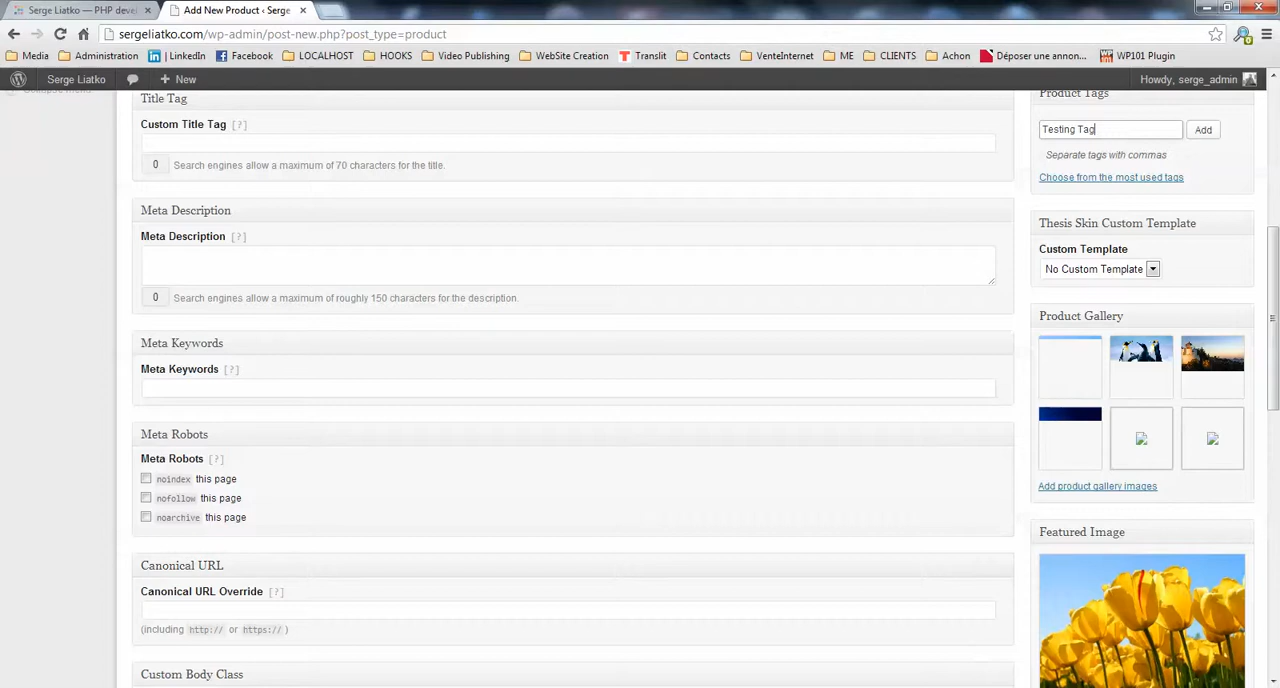 Serge Liatko — PHP devel
Add New Product ‹ Serge
sergeliatko.com/wp-admin/post-new.php?post_type=product
Media Administration LinkedIn Facebook LOCALHOST HOOKS Video Publishing WebSite Creation Translit Contacts VenteInternet ME CLIENTS Achon Déposer une annon... WP101 Plugin
Serge Liatko + New Howdy, serge_admin
Title Tag
Custom Title Tag [?]
0 Search engines allow a maximum of 70 characters for the title.
Meta Description
Meta Description [?]
0 Search engines allow a maximum of roughly 150 characters for the description.
Meta Keywords
Meta Keywords [?]
Meta Robots
Meta Robots [?]
noindex this page
nofollow this page
noarchive this page
Canonical URL
Canonical URL Override [?]
(including http:// or https:// )
Custom Body Class
Product Tags
Testing Tag Add
Separate tags with commas
Choose from the most used tags
Thesis Skin Custom Template
Custom Template
No Custom Template
Product Gallery
Add product gallery images
Featured Image